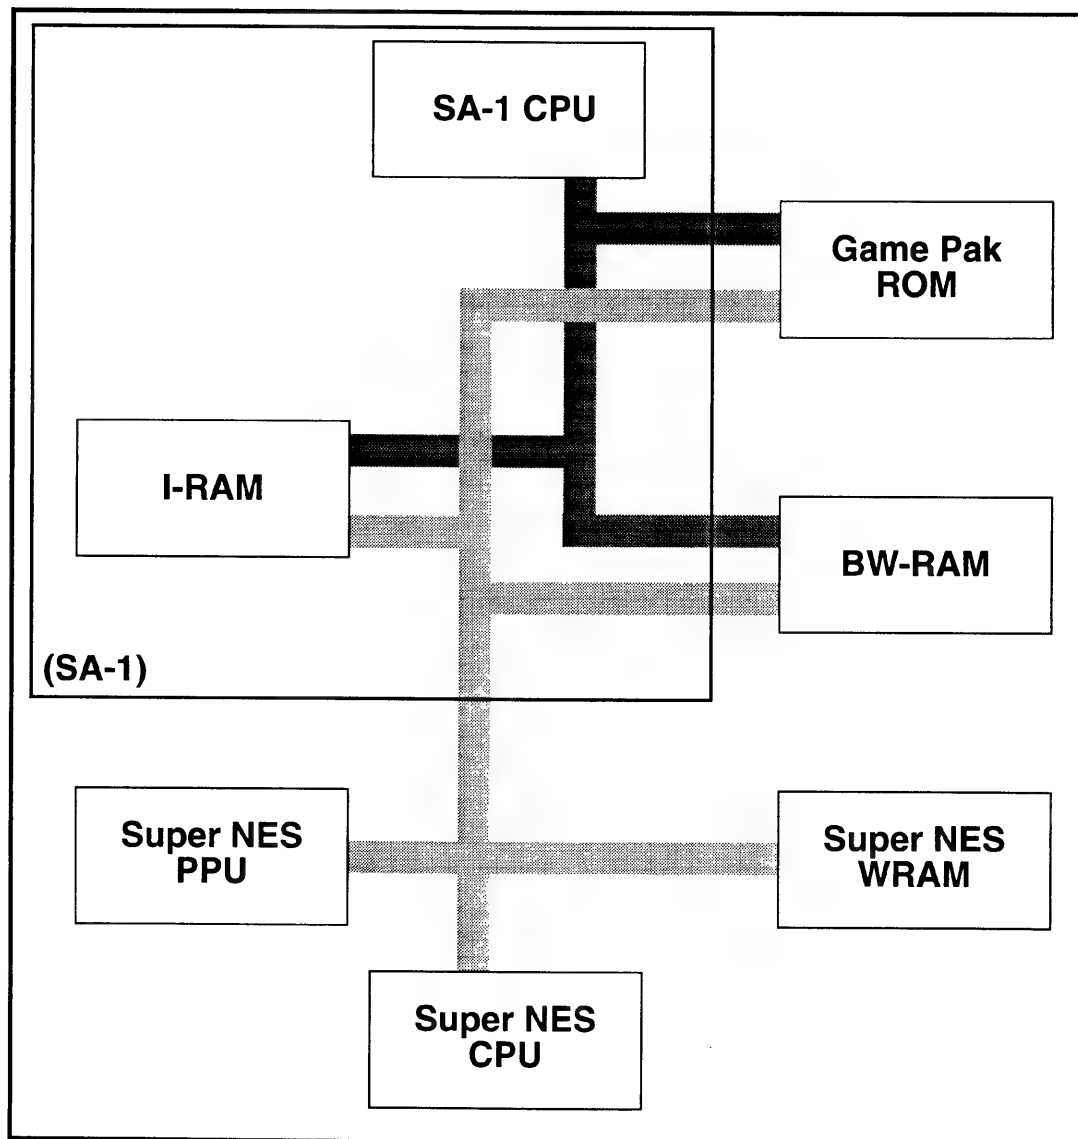 SA-1 CPU
Game Pak
ROM
I-RAM
BW-RAM
(SA-1)
Super NES
PPU
Super NES
WRAM
Super NES
CPU